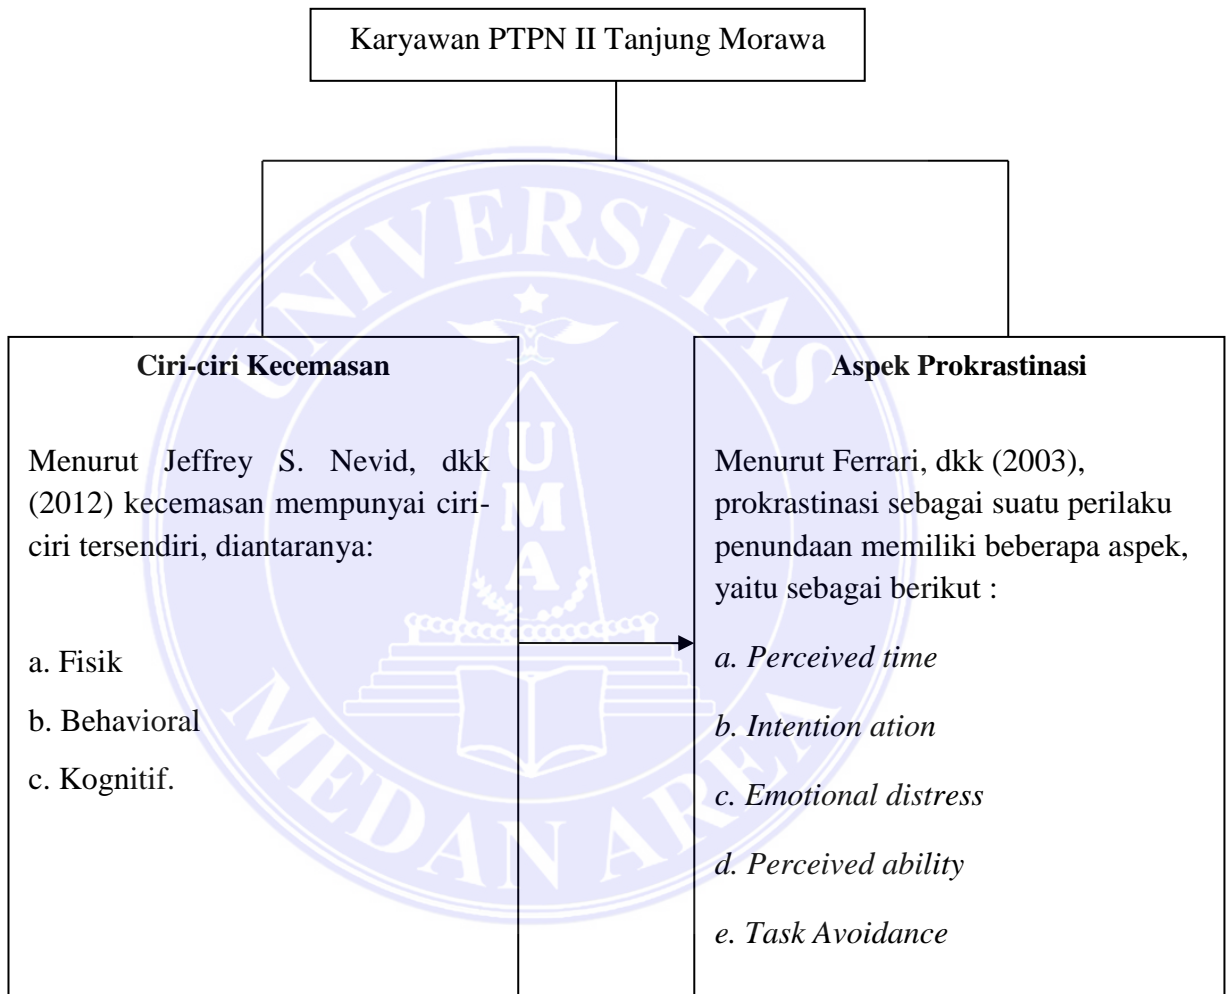 Karyawan PTPN II Tanjung Morawa
Ciri-ciri Kecemasan
Menurut Jeffrey S. Nevid, dkk
(2012) kecemasan mempunyai ciri-
ciri tersendiri, diantaranya:
a. Fisik
b. Behavioral
c. Kognitif.
Aspek Prokrastinasi
Menurut Ferrari, dkk (2003),
prokrastinasi sebagai suatu perilaku
penundaan memiliki beberapa aspek,
yaitu sebagai berikut :
a. Perceived time
b. Intention ation
c. Emotional distress
d. Perceived ability
e. Task Avoidance
UNIVERSITAS
UMA
MEDAN AREA